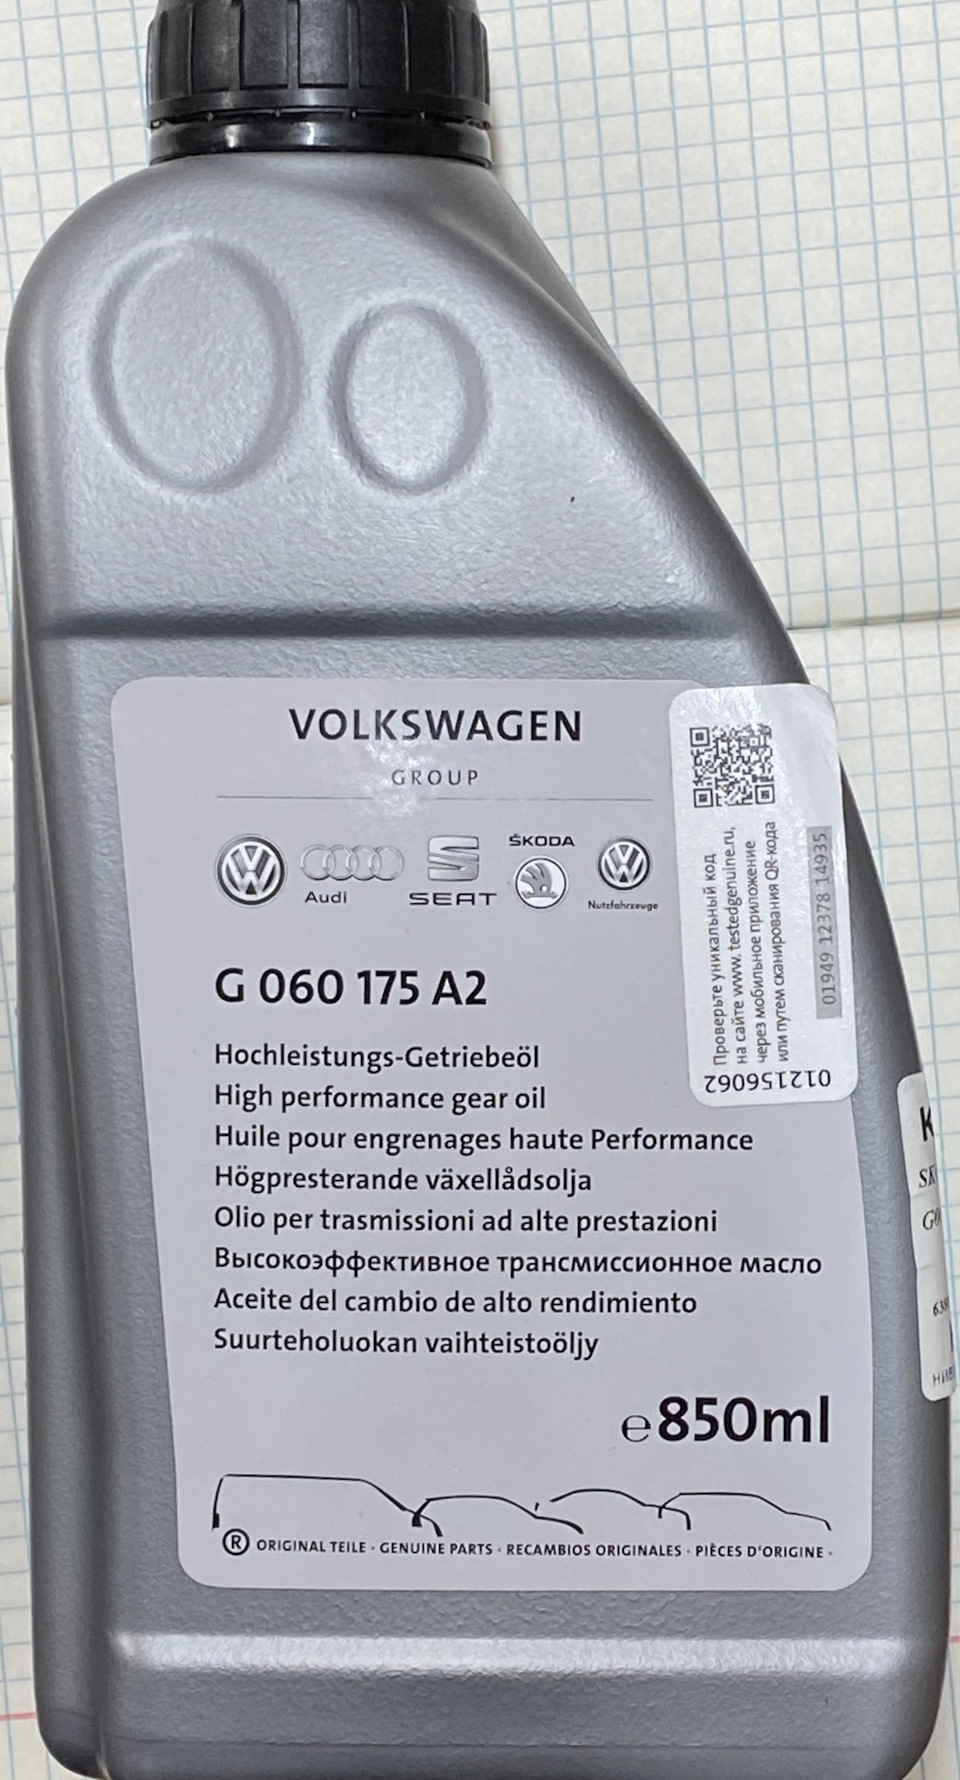 VOLKSWAGEN
GROUP
Audi
SEAT
ŠKODA
Nutzfahrzeuge
G 060 175 A2
Hochleistungs-Getriebeöl
High performance gear oil
Huile pour engrenages haute Performance
Högpresterande växellådsolja
Olio per trasmissioni ad alte prestazioni
Высокоэффективное трансмиссионное масло
Aceite del cambio de alto rendimiento
Suurteholuokan vaihteistoöljy
e850ml
® ORIGINAL TEILE · GENUINE PARTS · RECAMBIOS ORIGINALES · PIÈCES D'ORIGINE ·
Проверьте уникальный код
на сайте www.testedgenuine.ru,
через мобильное приложение
или путем сканирования QR-кода
01949 12378 14935
012156062